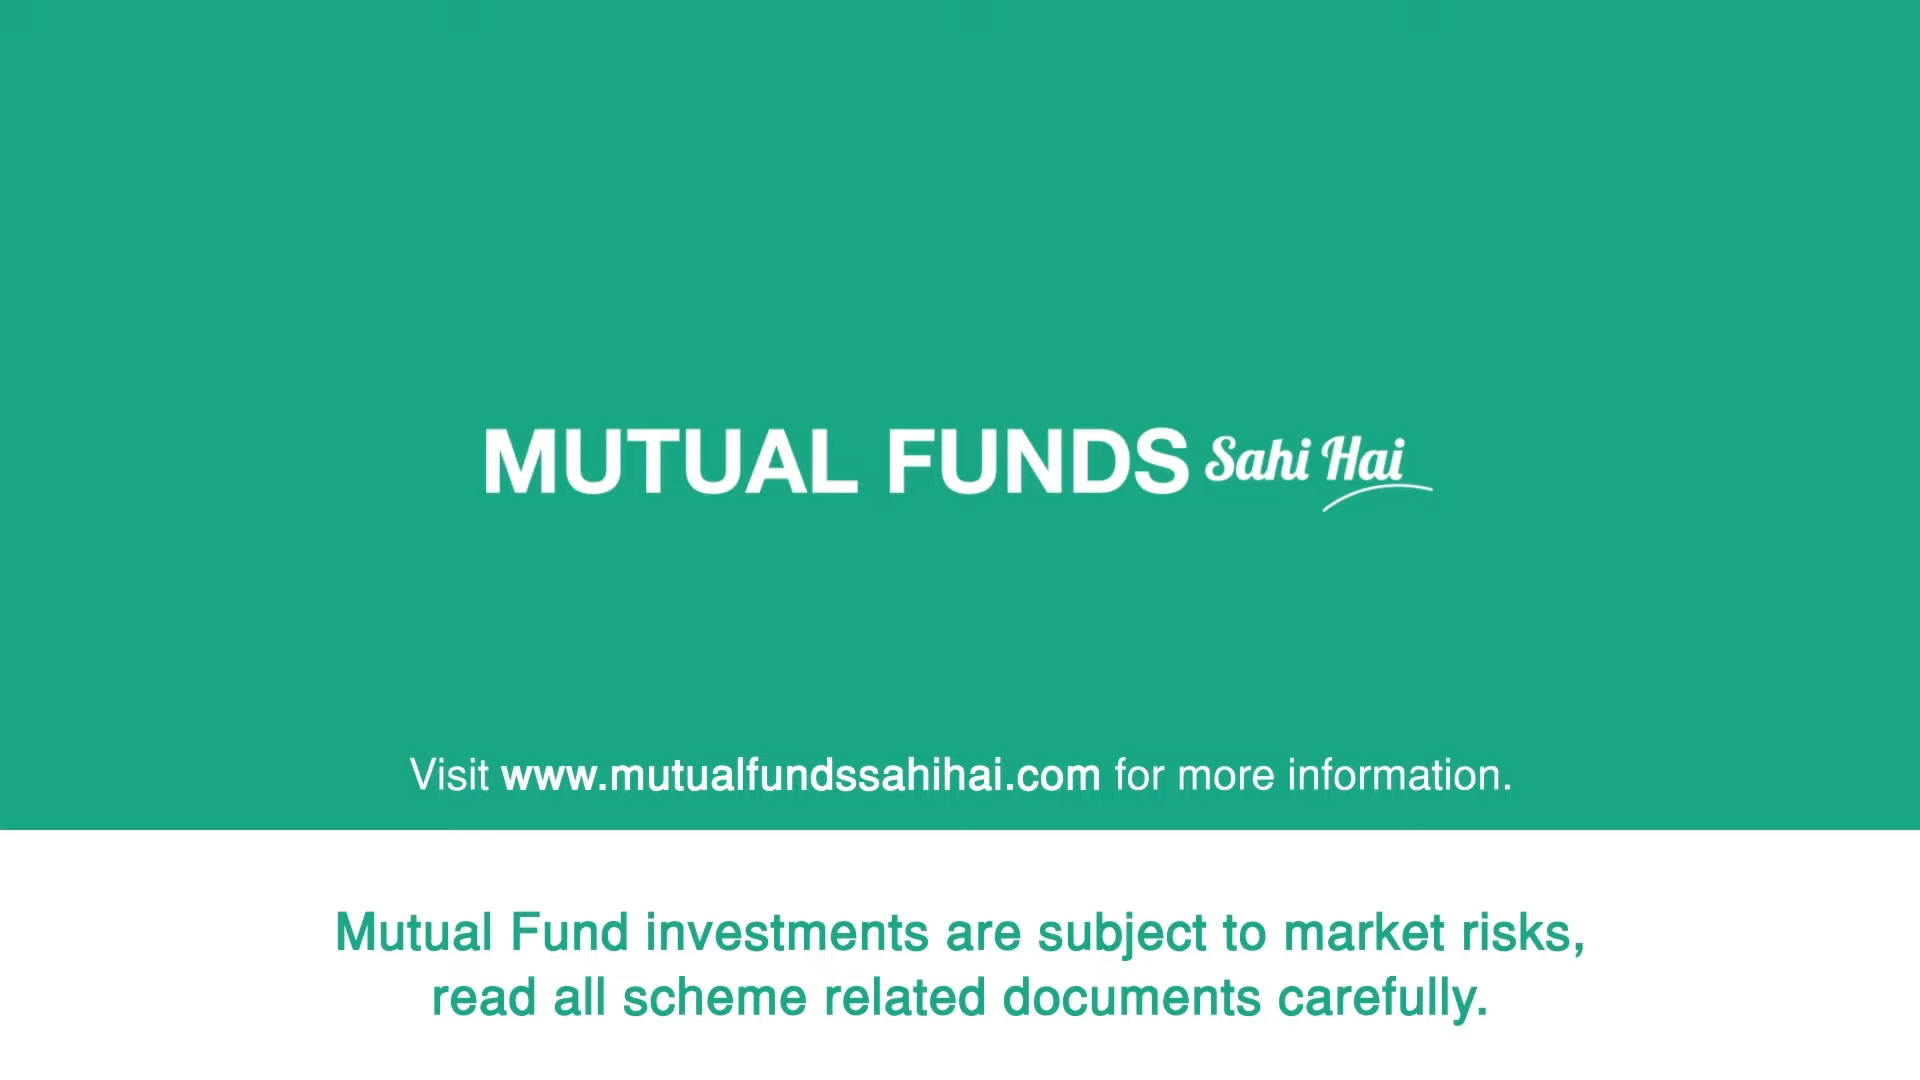 MUTUAL FUNDS Sahi Hai
Visit www.mutualfundssahihai.com for more information.
Mutual Fund investments are subject to market risks,
read all scheme related documents carefully.